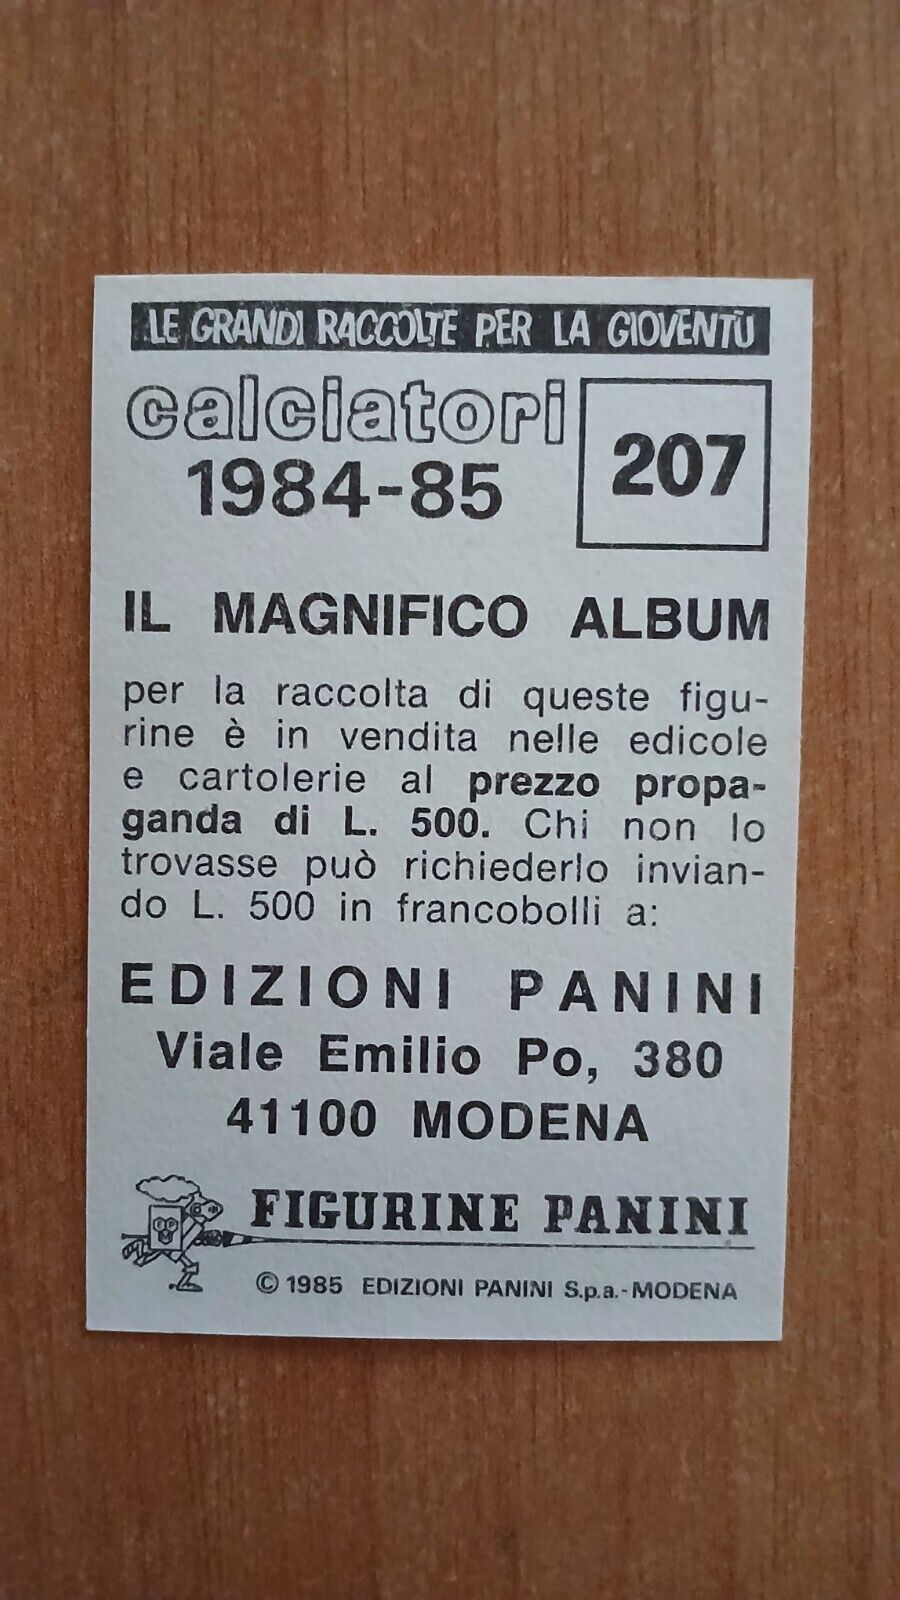 LE GRANDI RACCOLTE PER LA GIOVENTÙ
calciatori
1984-85
207
IL MAGNIFICO ALBUM
per la raccolta di queste figu-
rine è in vendita nelle edicole
e cartolerie al prezzo propa-
ganda di L. 500. Chi non lo
trovasse può richiederlo invian-
do L. 500 in francobolli a:
EDIZIONI PANINI
Viale Emilio Po, 380
41100 MODENA
FIGURINE PANINI
© 1985 EDIZIONI PANINI S.p.a.-MODENA